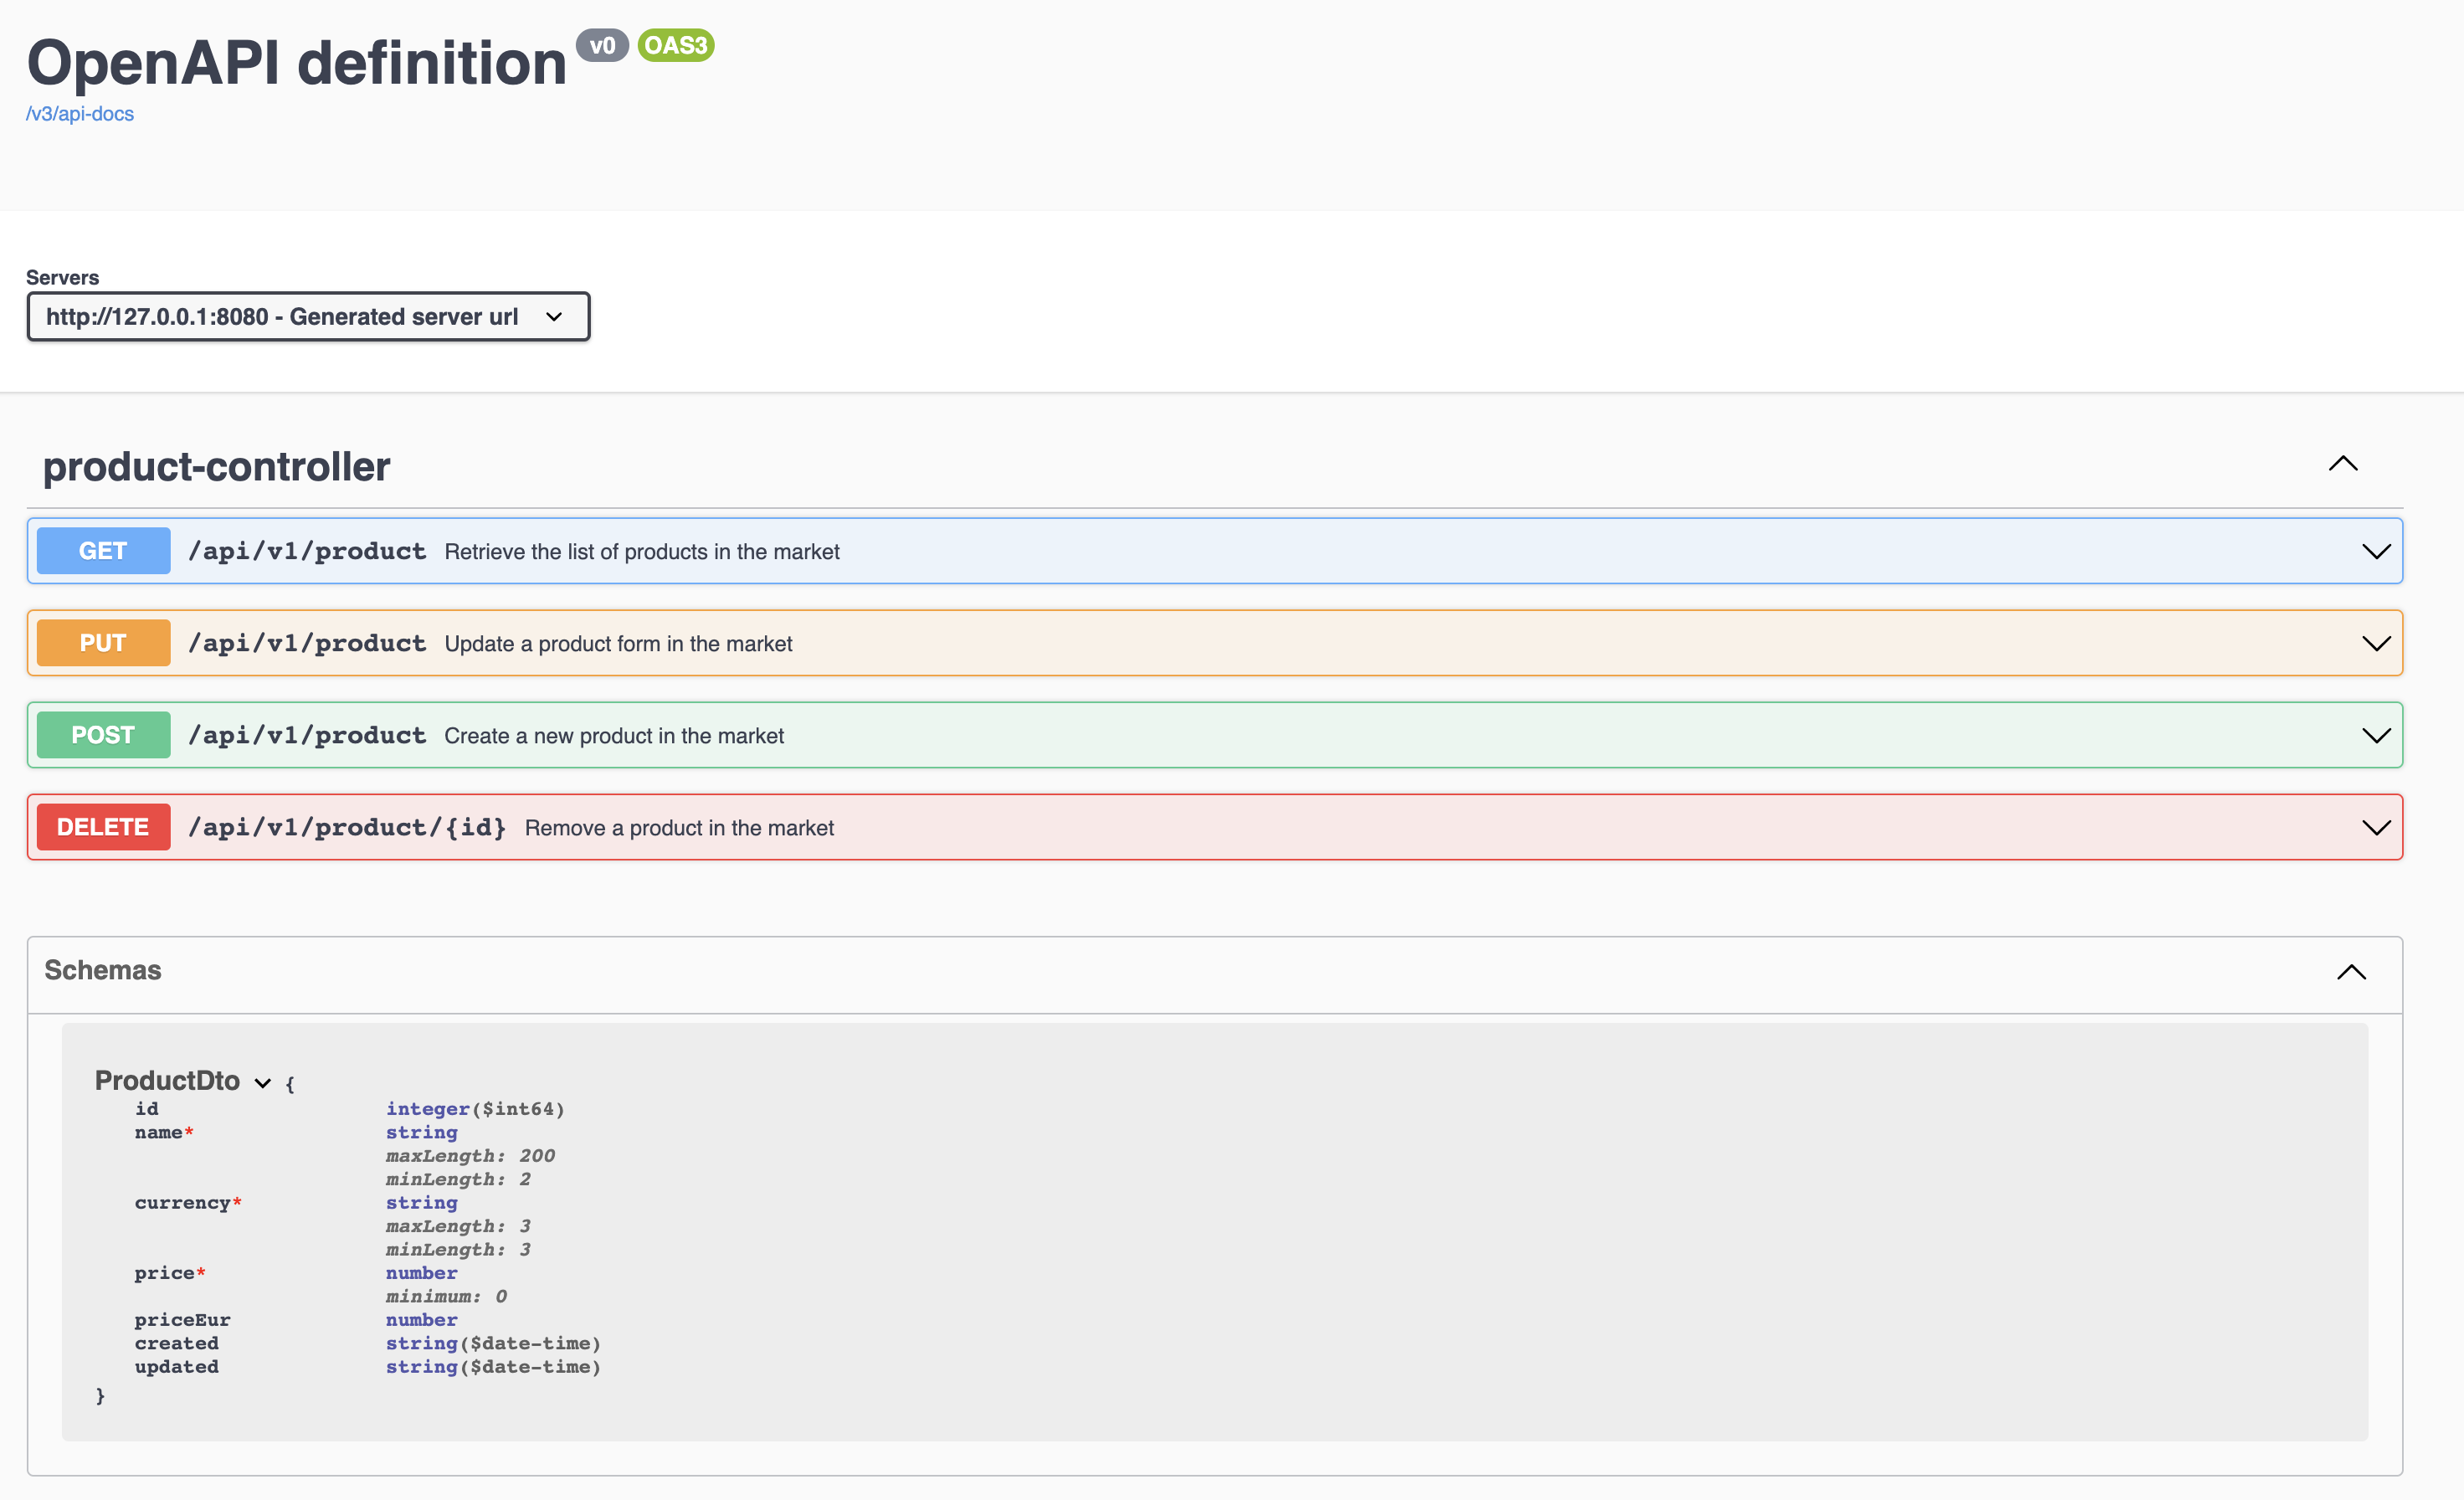 OpenAPI definition v0 OAS3
/v3/api-docs
Servers
http://127.0.0.1:8080 - Generated server url
product-controller
GET /api/v1/product Retrieve the list of products in the market
PUT /api/v1/product Update a product form in the market
POST /api/v1/product Create a new product in the market
DELETE /api/v1/product/{id} Remove a product in the market
Schemas
ProductDto {
id integer($int64)
name* string
maxLength: 200
minLength: 2
currency* string
maxLength: 3
minLength: 3
price* number
minimum: 0
priceEur number
created string($date-time)
updated string($date-time)
}